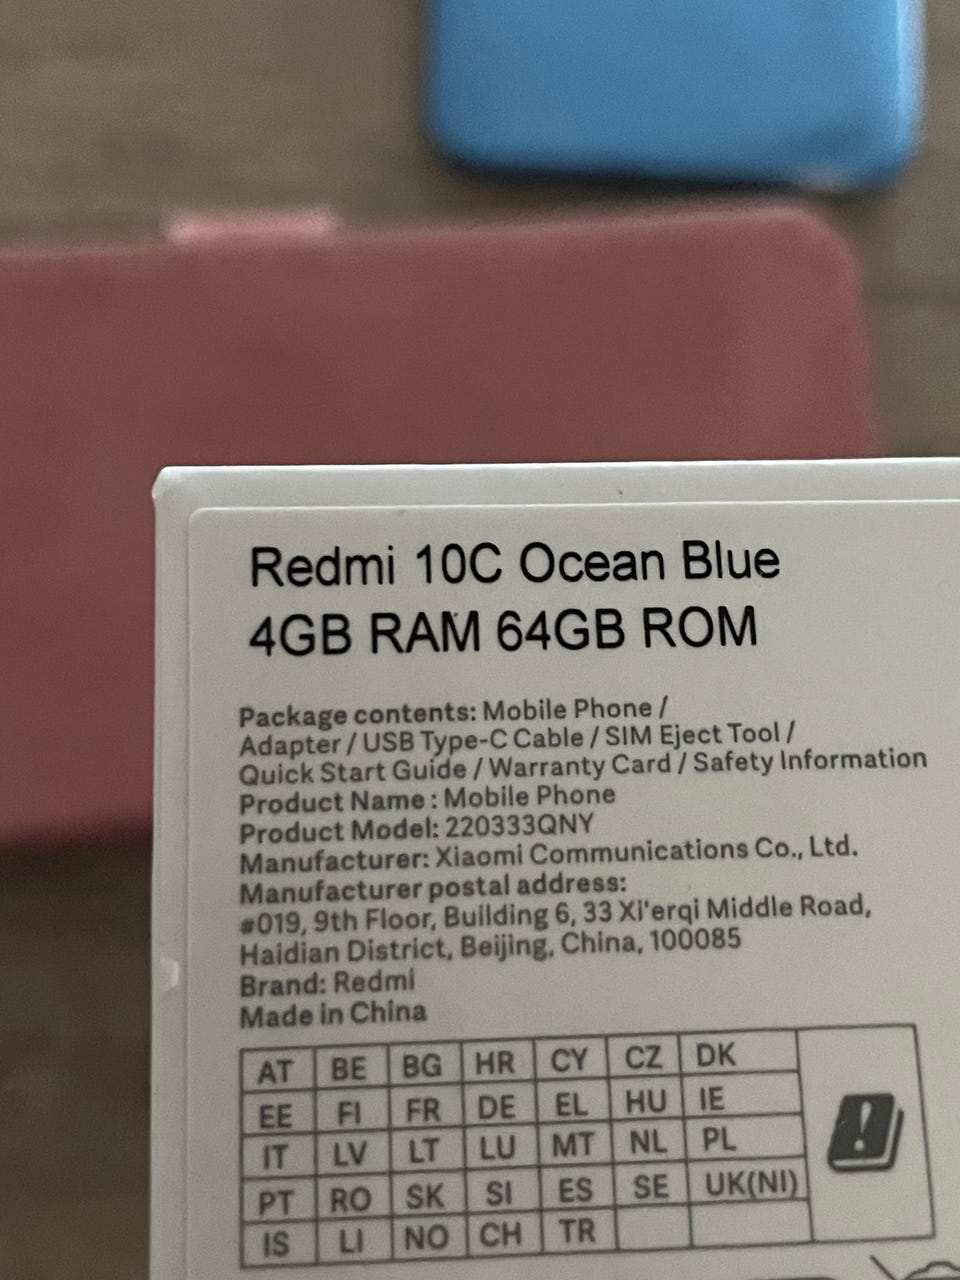 Redmi 10C Ocean Blue
4GB RAM 64GB ROM
Package contents: Mobile Phone /
Adapter / USB Type-C Cable / SIM Eject Tool /
Quick Start Guide / Warranty Card / Safety Information
Product Name : Mobile Phone
Product Model: 220333QNY
Manufacturer: Xiaomi Communications Co., Ltd.
Manufacturer postal address:
#019, 9th Floor, Building 6, 33 Xi'erqi Middle Road,
Haidian District, Beijing, China, 100085
Brand: Redmi
Made in China
AT BE BG HR CY CZ DK
EE FI FR DE EL HU IE
IT LV LT LU MT NL PL
PT RO SK SI ES SE UK(NI)
IS LI NO CH TR